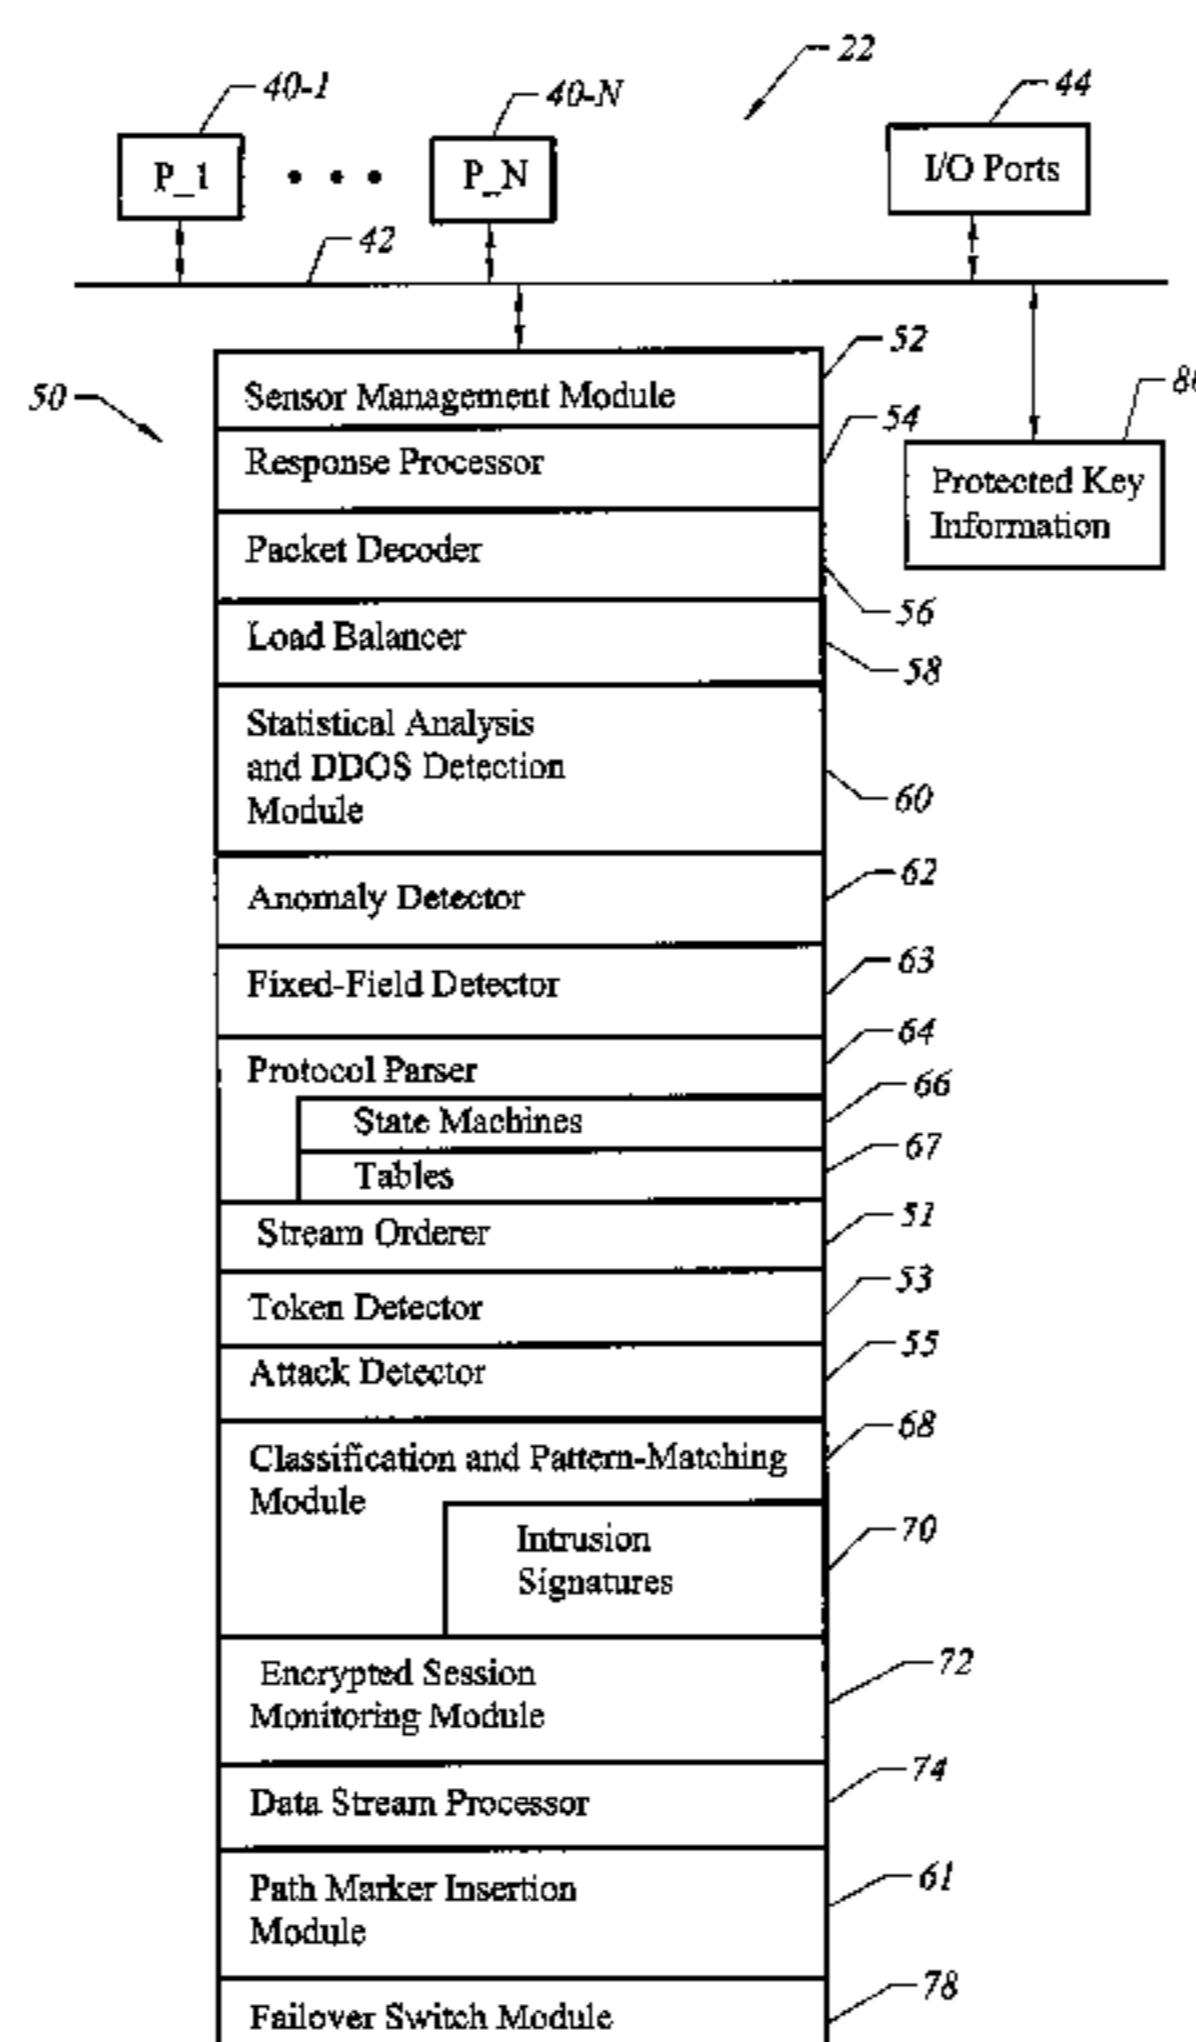 22
40-1
40-N
44
P_1
P_N
I/O Ports
42
52
50
Sensor Management Module
54
Response Processor
Protected Key
Information
Packet Decoder
56
Load Balancer
58
Statistical Analysis
and DDOS Detection
Module
60
Anomaly Detector
62
Fixed-Field Detector
63
Protocol Parser
64
State Machines
66
Tables
67
Stream Orderer
51
Token Detector
53
Attack Detector
55
Classification and Pattern-Matching
Module
68
Intrusion
Signatures
70
Encrypted Session
Monitoring Module
72
Data Stream Processor
74
Path Marker Insertion
Module
61
Failover Switch Module
78